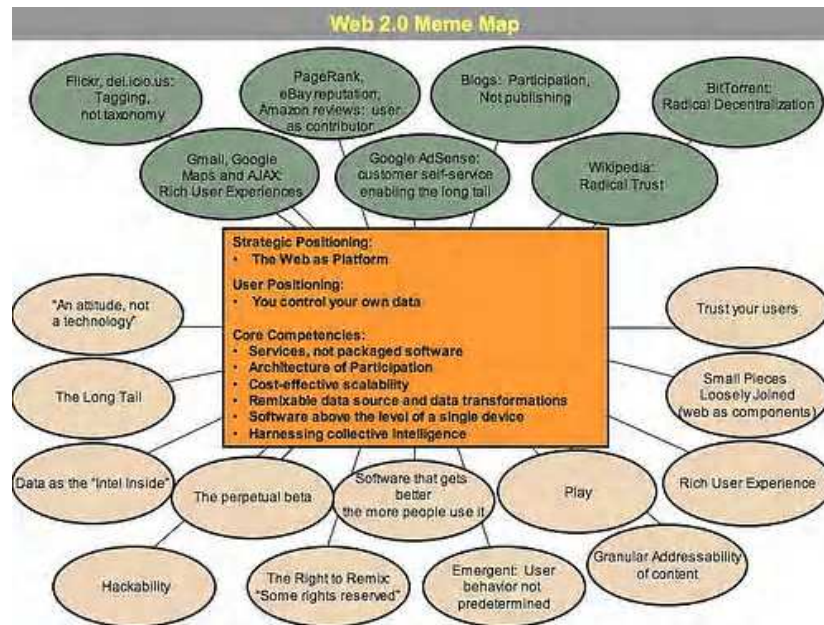 Web 2.0 Meme Map
Flickr, del.icio.us:
Tagging,
not taxonomy
PageRank,
eBay reputation,
Amazon reviews: user
as contributor
Blogs: Participation,
Not publishing
BitTorrent:
Radical Decentralization
Gmail, Google
Maps and AJAX:
Rich User Experiences
Google AdSense:
customer self-service
enabling the long tail
Wikipedia:
Radical Trust
Strategic Positioning:
• The Web as Platform
User Positioning:
• You control your own data
Core Competencies:
• Services, not packaged software
• Architecture of Participation
• Cost-effective scalability
• Remixable data source and data transformations
• Software above the level of a single device
• Harnessing collective intelligence
"An attitude, not
a technology"
Trust your users
The Long Tail
Small Pieces
Loosely Joined
(web as components)
Data as the "Intel Inside"
The perpetual beta
Software that gets
better
the more people use it
Play
Rich User Experience
Hackability
The Right to Remix:
"Some rights reserved"
Emergent: User
behavior not
predetermined
Granular Addressability
of content